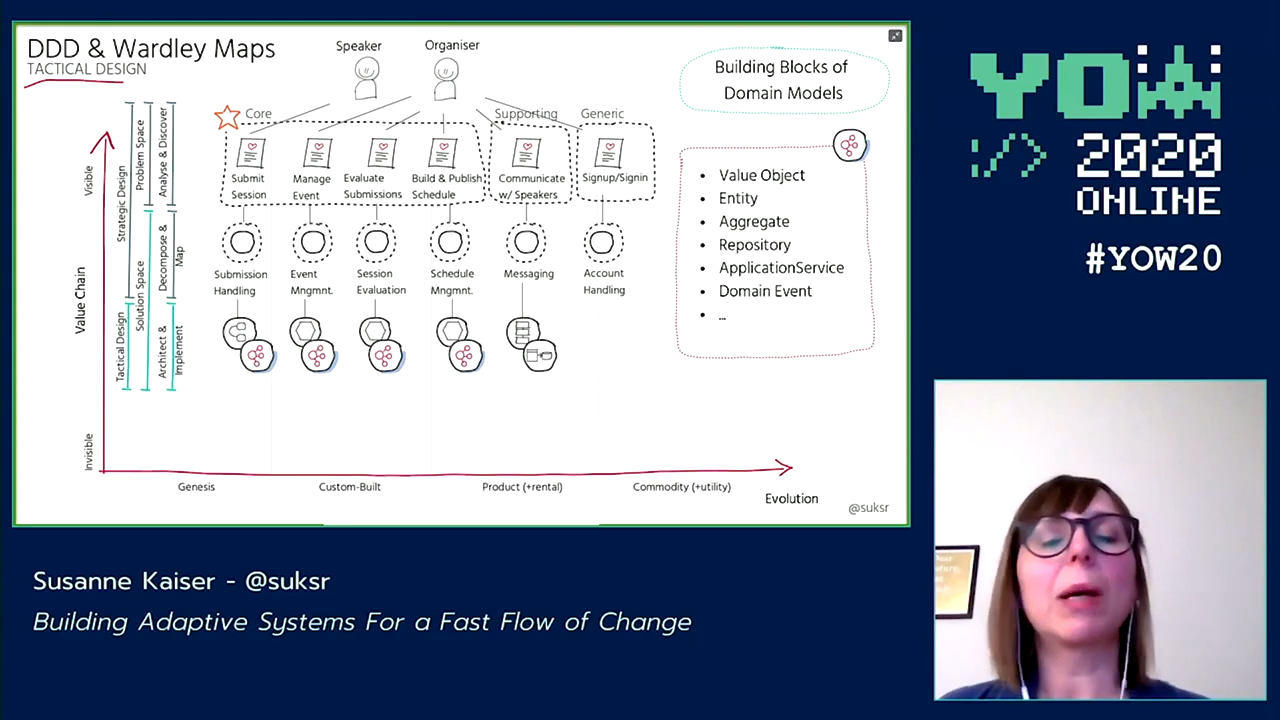 DDD & Wardley Maps
TACTICAL DESIGN
Speaker
Organiser
Building Blocks of
Domain Models
Core
Supporting
Generic
Submit
Session
Manage
Event
Evaluate
Submissions
Build & Publish
Schedule
Communicate
w/ Speakers
Signup/Signin
Submission
Handling
Event
Mngmnt.
Session
Evaluation
Schedule
Mngmnt.
Messaging
Account
Handling
• Value Object
• Entity
• Aggregate
• Repository
• ApplicationService
• Domain Event
• ...
Value Chain
Visible
Invisible
Strategic Design
Tactical Design
Problem Space
Solution Space
Analyse & Discover
Decompose &
Map
Architect &
Implement
Genesis
Custom-Built
Product (+rental)
Commodity (+utility)
Evolution
@suksr
YOW
:/>
2020
ONLINE
#YOW20
Susanne Kaiser - @suksr
Building Adaptive Systems For a Fast Flow of Change